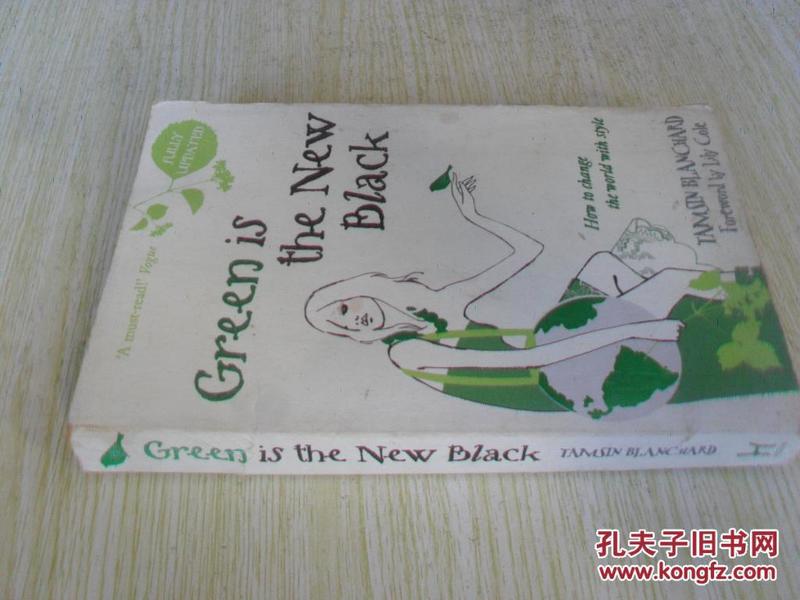 FULLY
UPDATED
'A must-read!' Vogue
Green is
the New
Black
How to change
the world with style
TAMSIN BLANCHARD
Foreword by Lily Cole
Green is the New Black TAMSIN BLANCHARD
孔夫子旧书网
www.kongfz.com